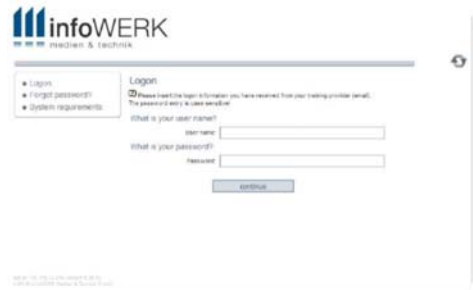 infoWERK
medien & technik
Logon
Forgot password?
System requirements
Logon
Please insert the logon information you have received from your training provider (email).
The password entry is case sensitive!
What is your user name?
User name
What is your password?
Password
continue